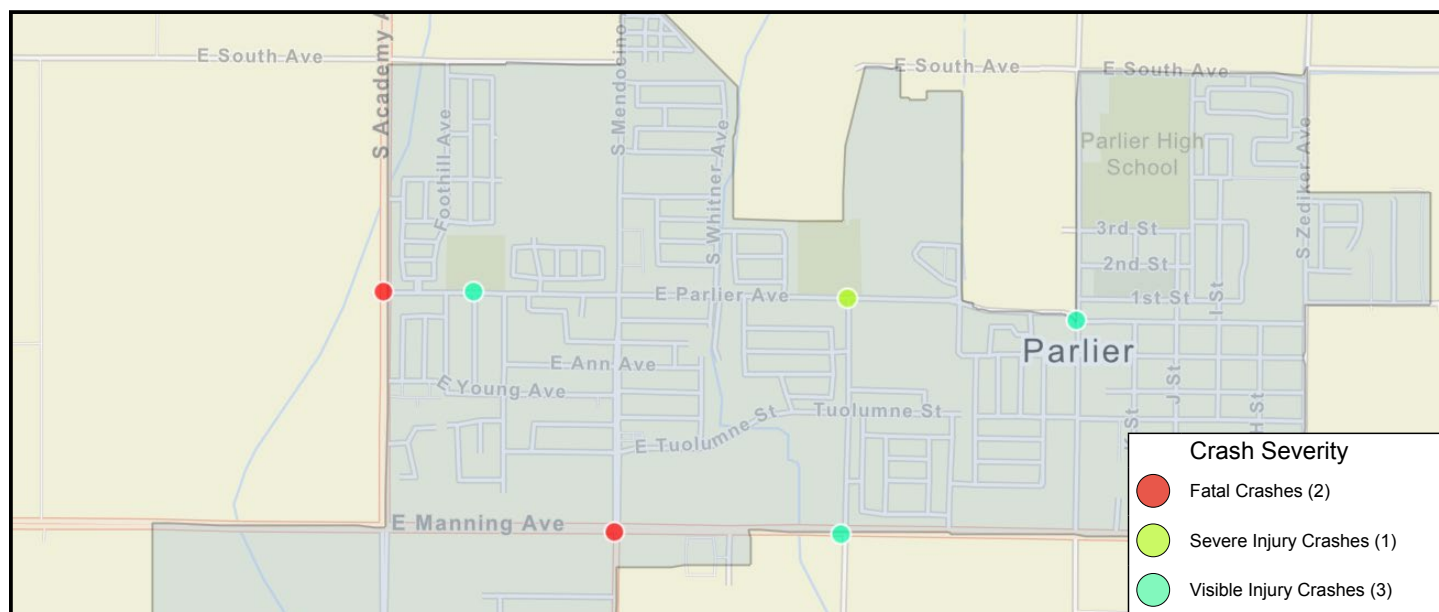 E South Ave
E South Ave
E South Ave
S Academy A
S Mendocino
Foothill Ave
S Whitner Ave
Parlier High
School
S Zediker Ave
3rd St
2nd St
1st St
I St
E Parlier Ave
Parlier
E Ann Ave
E Young Ave
J St
H St
St
Tuolumne St
E Tuolumne St
E Manning Ave
Crash Severity
Fatal Crashes (2)
Severe Injury Crashes (1)
Visible Injury Crashes (3)